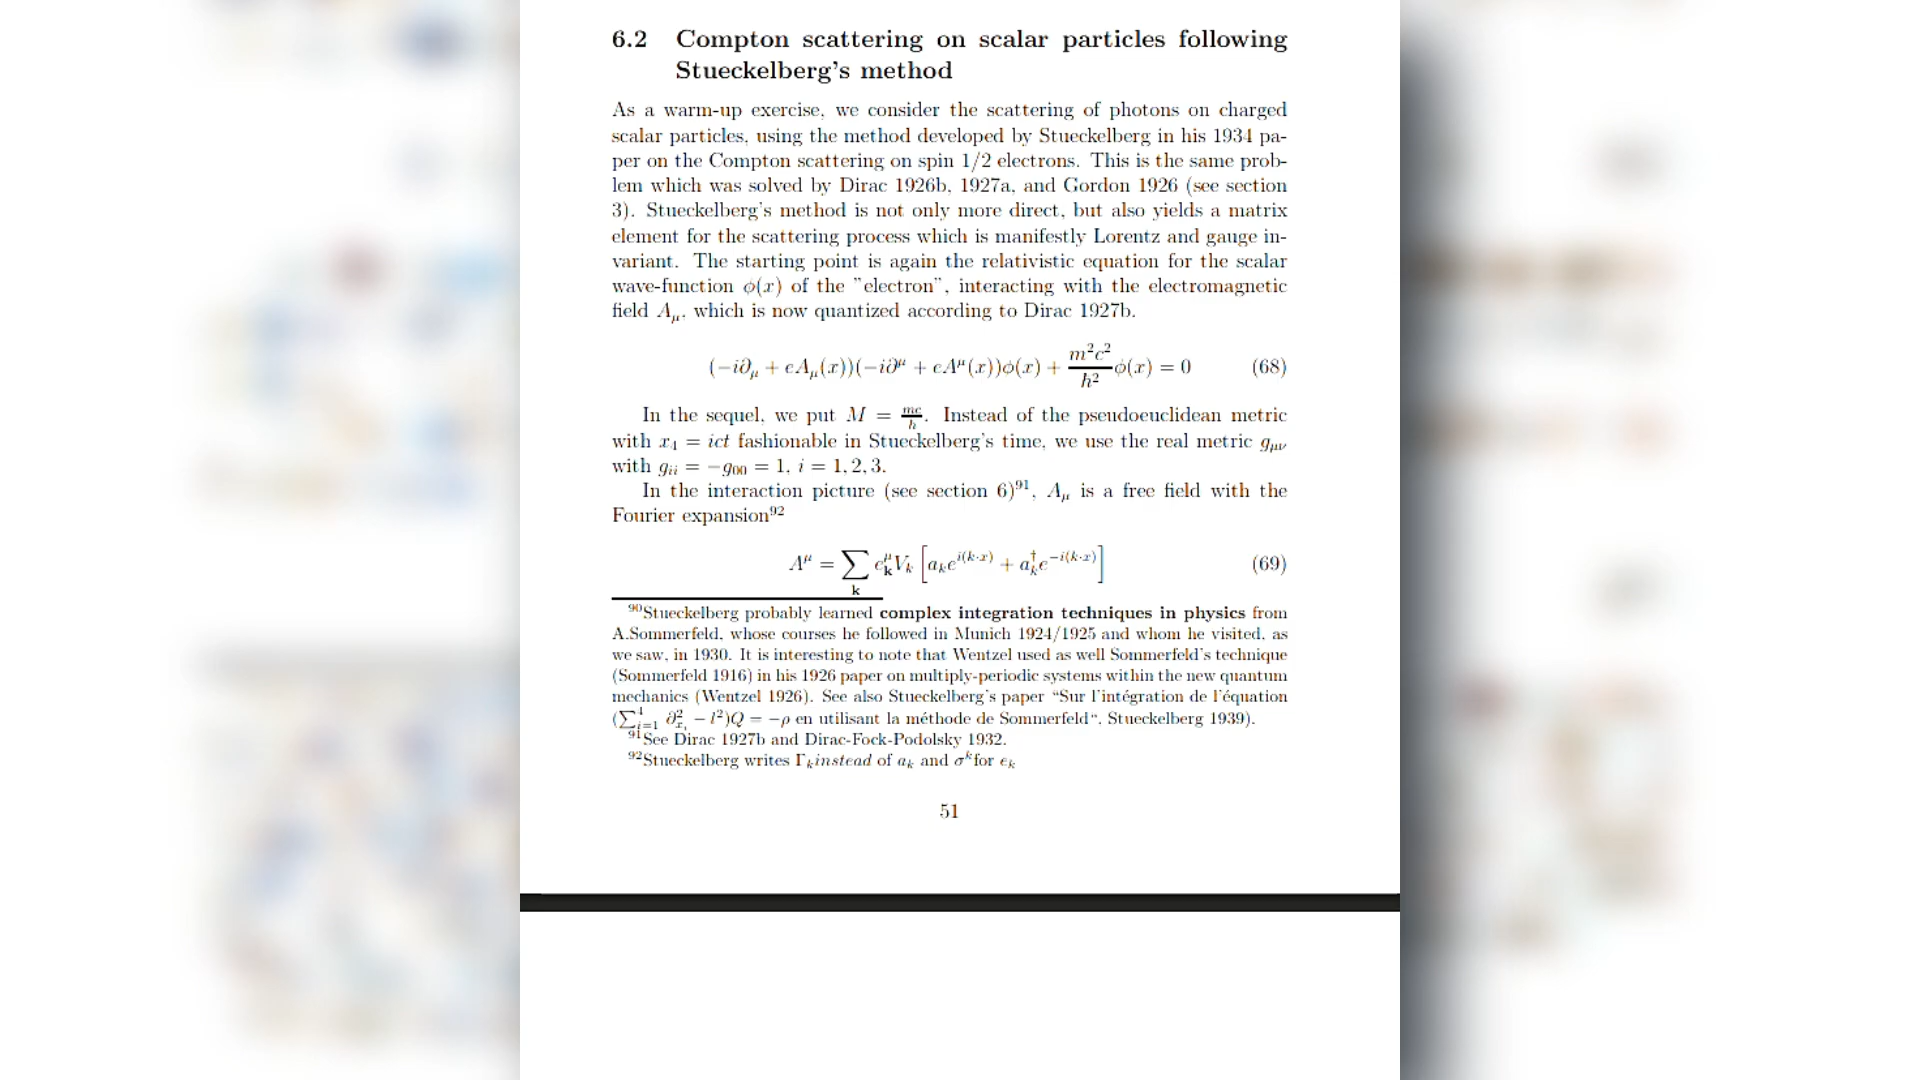 6.2 Compton scattering on scalar particles following
Stueckelberg's method
As a warm-up exercise, we consider the scattering of photons on charged
scalar particles, using the method developed by Stueckelberg in his 1934 pa-
per on the Compton scattering on spin 1/2 electrons. This is the same prob-
lem which was solved by Dirac 1926b, 1927a, and Gordon 1926 (see section
3). Stueckelberg's method is not only more direct, but also yields a matrix
element for the scattering process which is manifestly Lorentz and gauge in-
variant. The starting point is again the relativistic equation for the scalar
wave-function ϕ(x) of the "electron", interacting with the electromagnetic
field A_μ, which is now quantized according to Dirac 1927b.
(−i∂_μ + eA_μ(x))(−i∂^μ + eA^μ(x))ϕ(x) + m²c²/ħ² ϕ(x) = 0 (68)
In the sequel, we put M = mc/ħ. Instead of the pseudoeuclidean metric
with x₄ = ict fashionable in Stueckelberg's time, we use the real metric g_μν
with g_ii = −g_00 = 1, i = 1, 2, 3.
In the interaction picture (see section 6)⁹¹, A_μ is a free field with the
Fourier expansion⁹²
A^μ = ∑_k e^μ_k V_k [a_k e^{i(k·x)} + a†_k e^{−i(k·x)}] (69)
⁹⁰Stueckelberg probably learned complex integration techniques in physics from
A.Sommerfeld, whose courses he followed in Munich 1924/1925 and whom he visited, as
we saw, in 1930. It is interesting to note that Wentzel used as well Sommerfeld's technique
(Sommerfeld 1916) in his 1926 paper on multiply-periodic systems within the new quantum
mechanics (Wentzel 1926). See also Stueckelberg's paper "Sur l'intégration de l'équation
(∑⁴_{i=1} ∂²_{x_i} − l²)Q = −ρ en utilisant la méthode de Sommerfeld". Stueckelberg 1939).
⁹¹See Dirac 1927b and Dirac-Fock-Podolsky 1932.
⁹²Stueckelberg writes Γ_k instead of a_k and σ^k for e_k
51